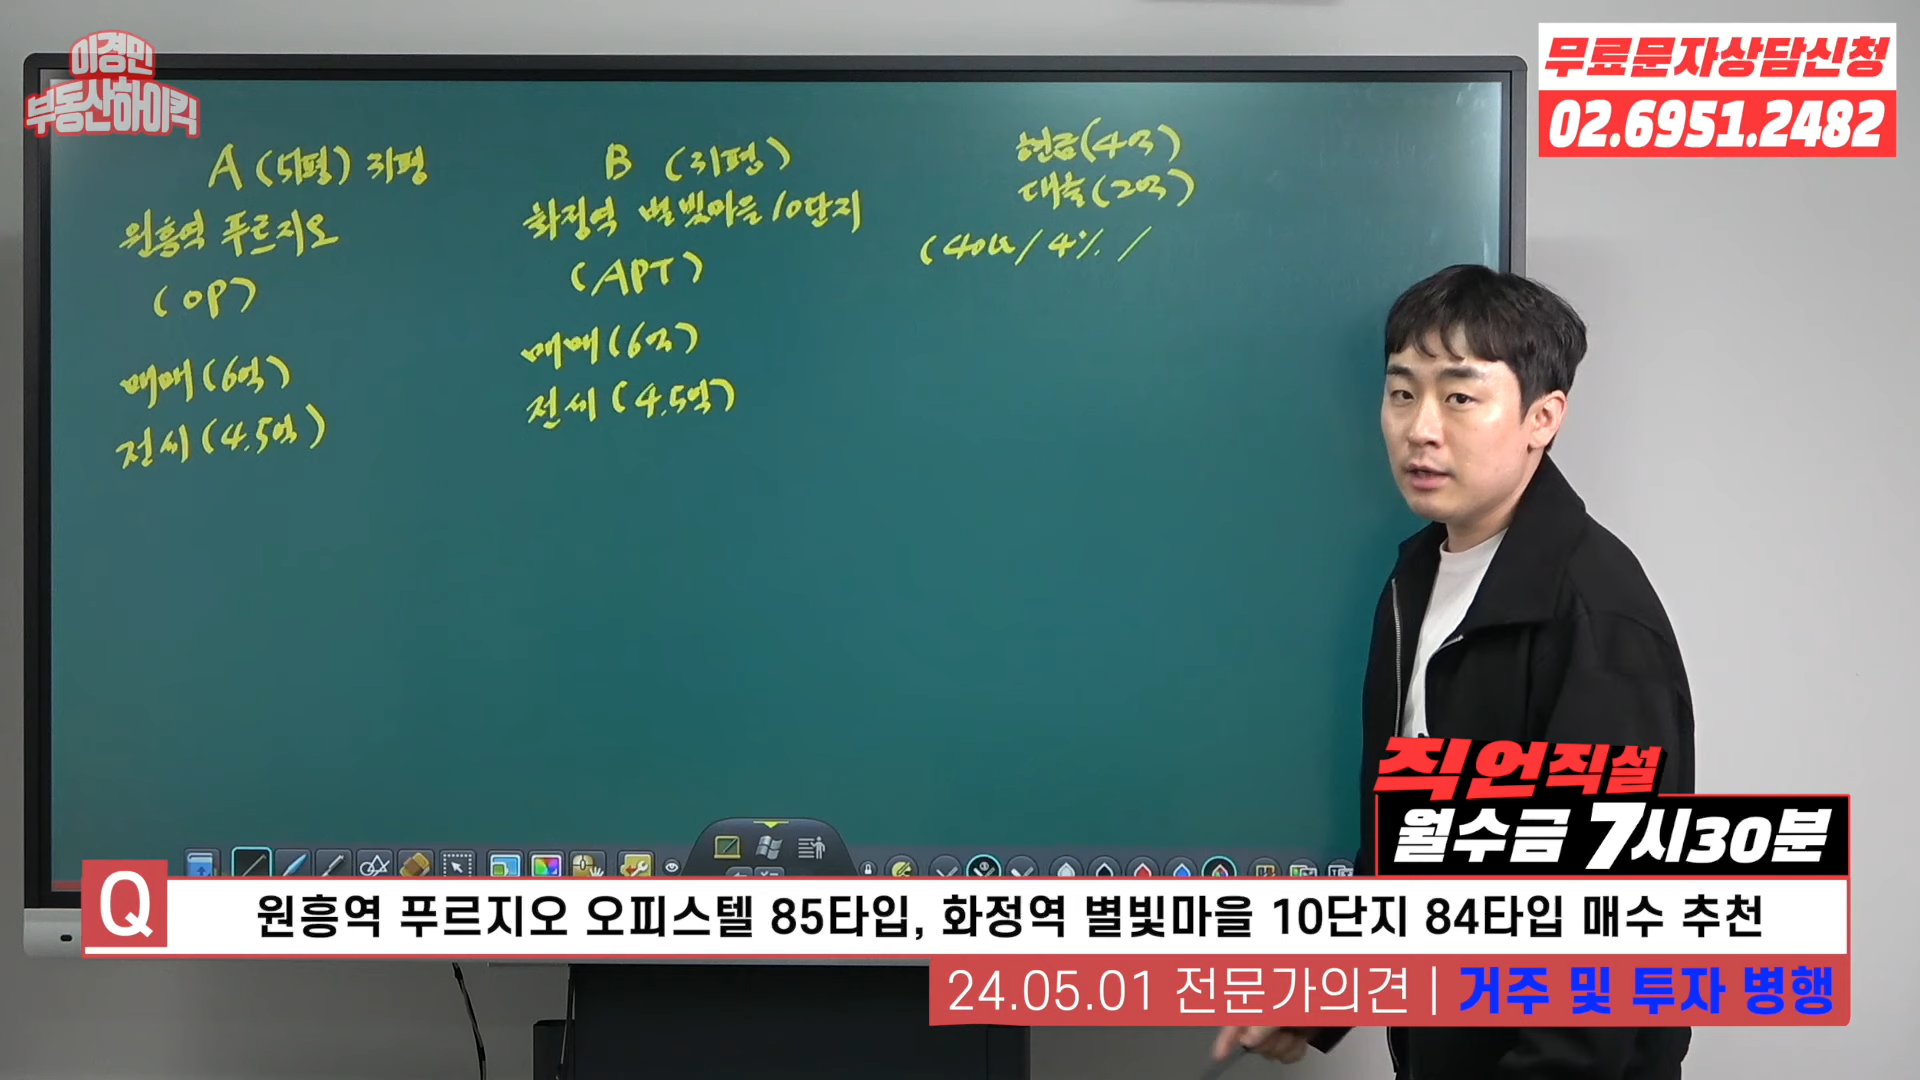 이경민
부동산하이킥
무료문자상담신청
02.6951.2482
A (51평) 31평
원흥역 푸르지오
(OP)
매매 (6억)
전세 (4.5억)
B (31평)
화정역 별빛마을 10단지
(APT)
매매 (6억)
전세 (4.5억)
현금 (4억)
대출 (2억)
(40년 / 4% /
직언직설
월수금 7시30분
Q
원흥역 푸르지오 오피스텔 85타입, 화정역 별빛마을 10단지 84타입 매수 추천
24.05.01 전문가의견 | 거주 및 투자 병행